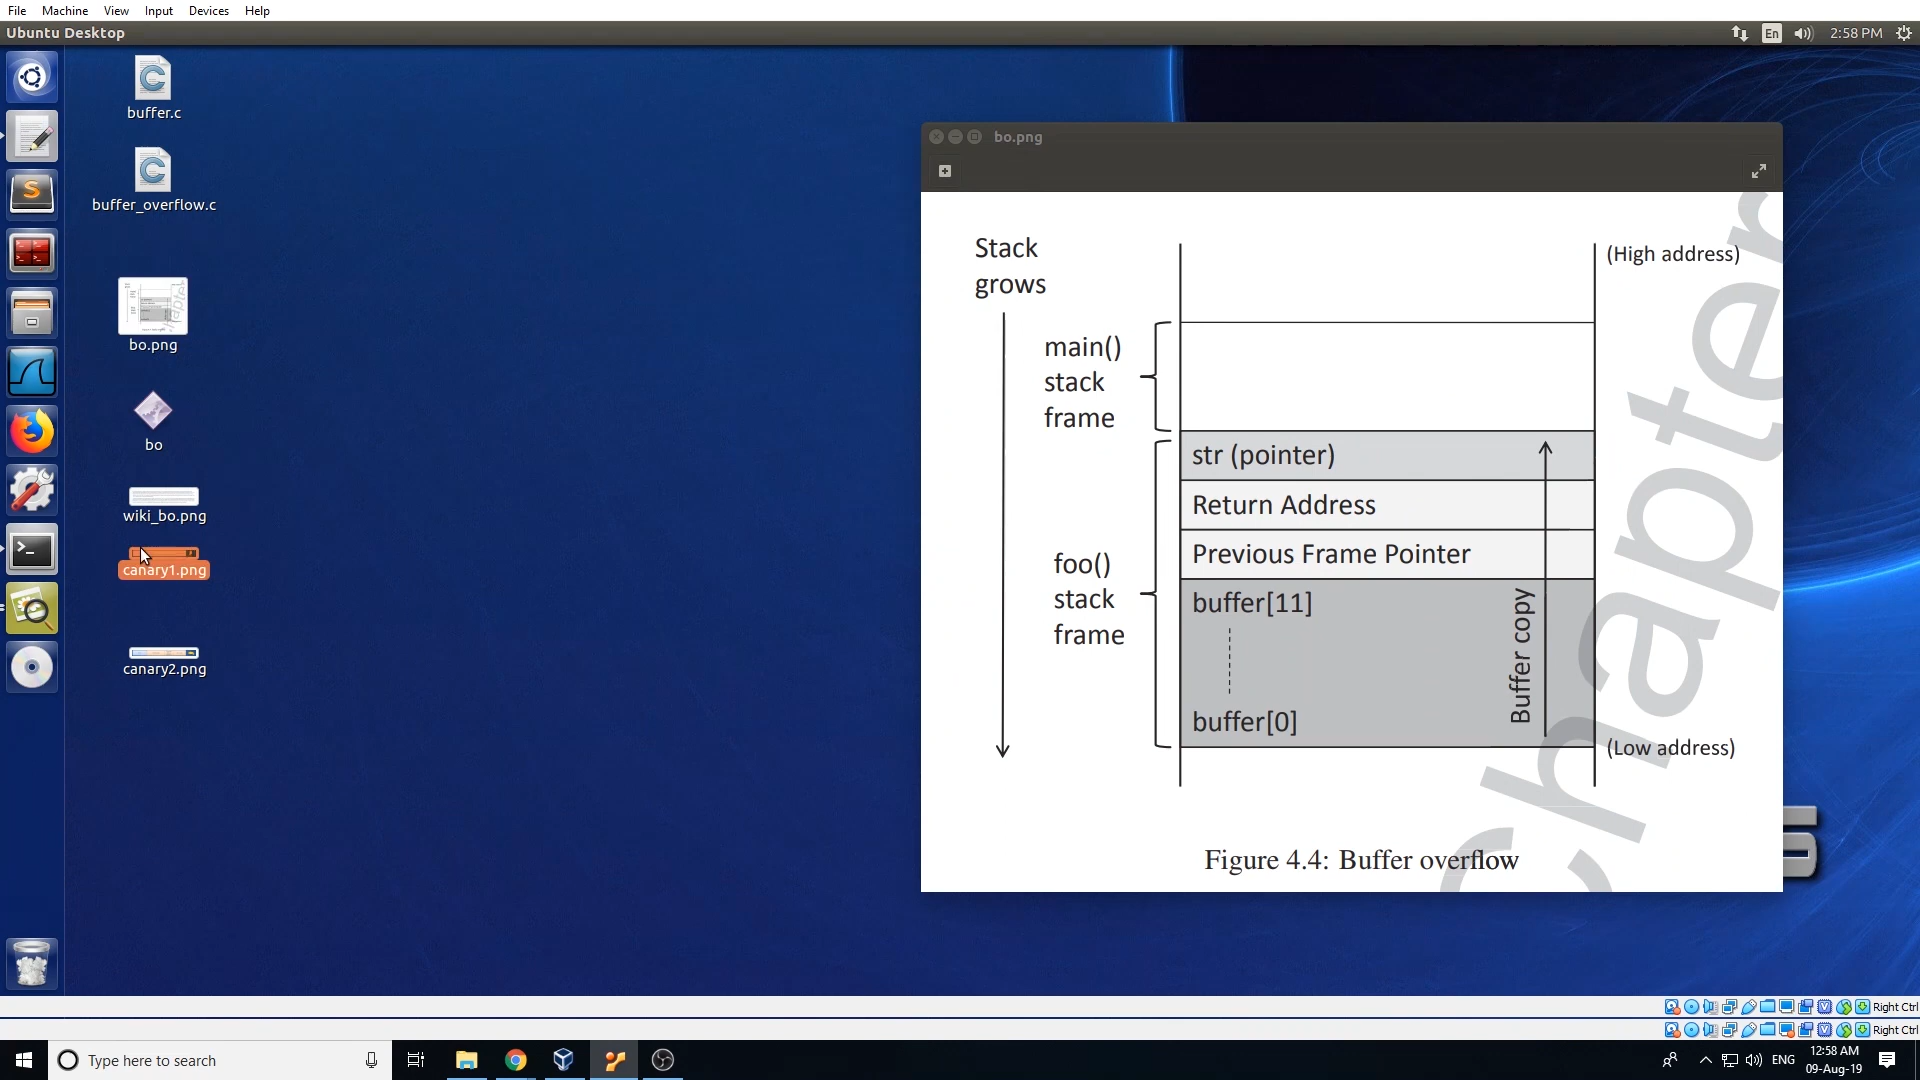 File Machine View Input Devices Help
Ubuntu Desktop
En
2:58 PM
buffer.c
buffer_overflow.c
bo.png
bo
wiki_bo.png
canary1.png
canary2.png
bo.png
Stack
grows
(High address)
main()
stack
frame
str (pointer)
Return Address
Previous Frame Pointer
foo()
stack
frame
buffer[11]
buffer[0]
Buffer copy
(Low address)
Figure 4.4: Buffer overflow
Chapter
Right Ctrl
Right Ctrl
Type here to search
ENG
12:58 AM
09-Aug-19